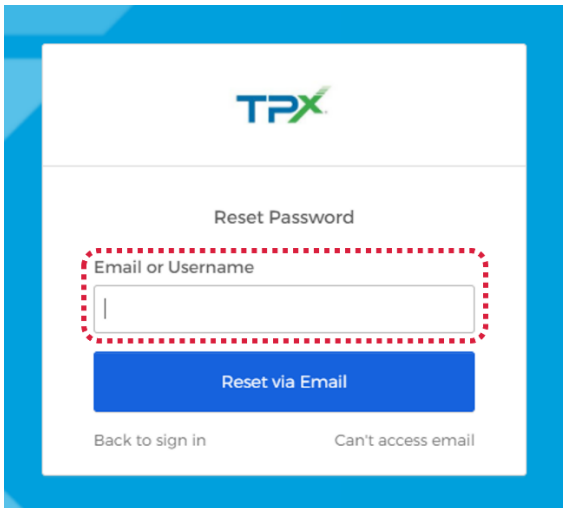 TPX
Reset Password
Email or Username
Reset via Email
Back to sign in Can't access email